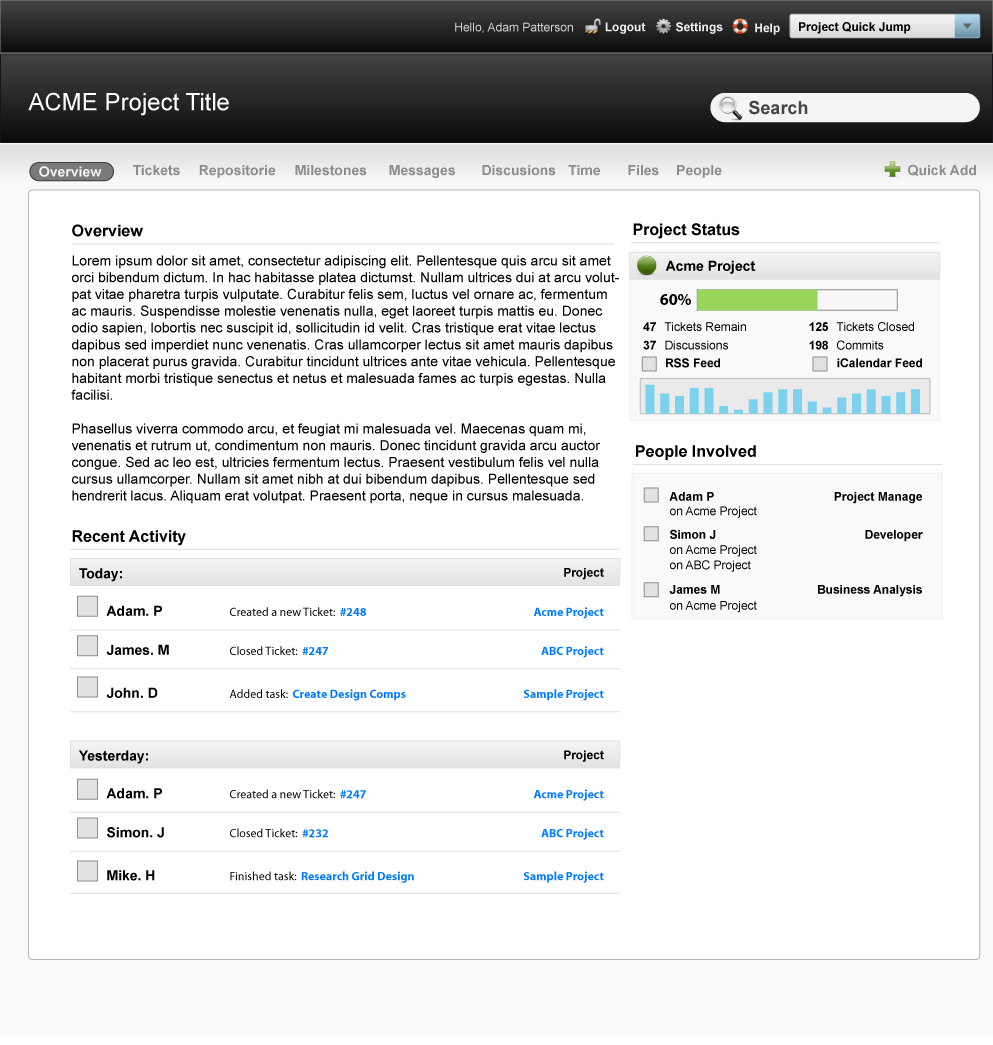 Hello, Adam Patterson Logout Settings Help Project Quick Jump
ACME Project Title
Search
Overview Tickets Repositorie Milestones Messages Discusions Time Files People Quick Add
Overview
Lorem ipsum dolor sit amet, consectetur adipiscing elit. Pellentesque quis arcu sit amet
orci bibendum dictum. In hac habitasse platea dictumst. Nullam ultrices dui at arcu volut-
pat vitae pharetra turpis vulputate. Curabitur felis sem, luctus vel ornare ac, fermentum
ac mauris. Suspendisse molestie venenatis nulla, eget laoreet turpis mattis eu. Donec
odio sapien, lobortis nec suscipit id, sollicitudin id velit. Cras tristique erat vitae lectus
dapibus sed imperdiet nunc venenatis. Cras ullamcorper lectus sit amet mauris dapibus
non placerat purus gravida. Curabitur tincidunt ultrices ante vitae vehicula. Pellentesque
habitant morbi tristique senectus et netus et malesuada fames ac turpis egestas. Nulla
facilisi.
Phasellus viverra commodo arcu, et feugiat mi malesuada vel. Maecenas quam mi,
venenatis et rutrum ut, condimentum non mauris. Donec tincidunt gravida arcu auctor
congue. Sed ac leo est, ultricies fermentum lectus. Praesent vestibulum felis vel nulla
cursus ullamcorper. Nullam sit amet nibh at dui bibendum dapibus. Pellentesque sed
hendrerit lacus. Aliquam erat volutpat. Praesent porta, neque in cursus malesuada.
Recent Activity
Today: Project
Adam. P Created a new Ticket: #248 Acme Project
James. M Closed Ticket: #247 ABC Project
John. D Added task: Create Design Comps Sample Project
Yesterday: Project
Adam. P Created a new Ticket: #247 Acme Project
Simon. J Closed Ticket: #232 ABC Project
Mike. H Finished task: Research Grid Design Sample Project
Project Status
Acme Project
60%
47 Tickets Remain 125 Tickets Closed
37 Discussions 198 Commits
RSS Feed iCalendar Feed
People Involved
Adam P Project Manage
on Acme Project
Simon J Developer
on Acme Project
on ABC Project
James M Business Analysis
on Acme Project